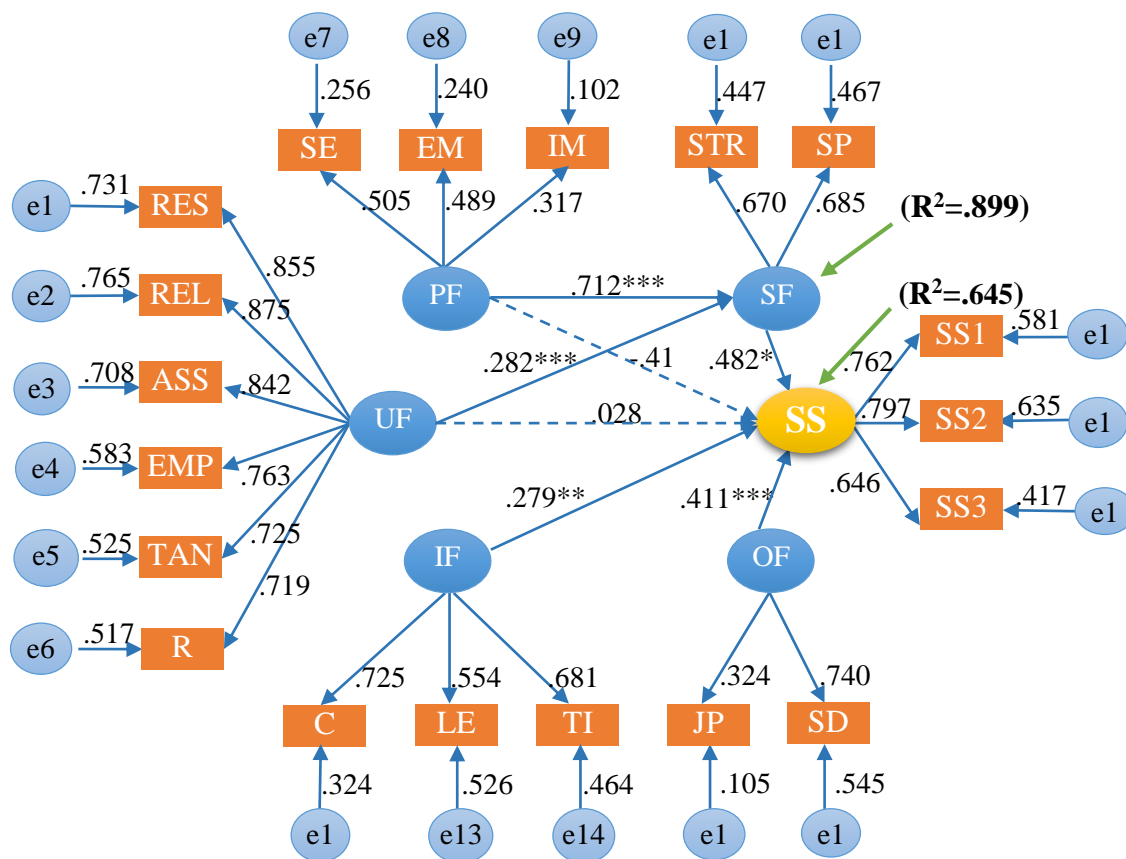 e7 e8 e9 e1 e1
.256 .240 .102 .447 .467
SE EM IM STR SP
.505 .489 .317 .670 .685
e1 .731 RES
.855
e2 .765 REL
.875
e3 .708 ASS
.842
e4 .583 EMP
.763
e5 .525 TAN
.725
e6 .517 R
.719
PF .712*** SF
(R²=.899)
(R²=.645)
.282*** -.41 .482*
UF .028 SS
.762 SS1 .581 e1
.797 SS2 .635 e1
.646 SS3 .417 e1
.279** .411***
IF OF
.725 .554 .681 .324 .740
C LE TI JP SD
.324 .526 .464 .105 .545
e1 e13 e14 e1 e1